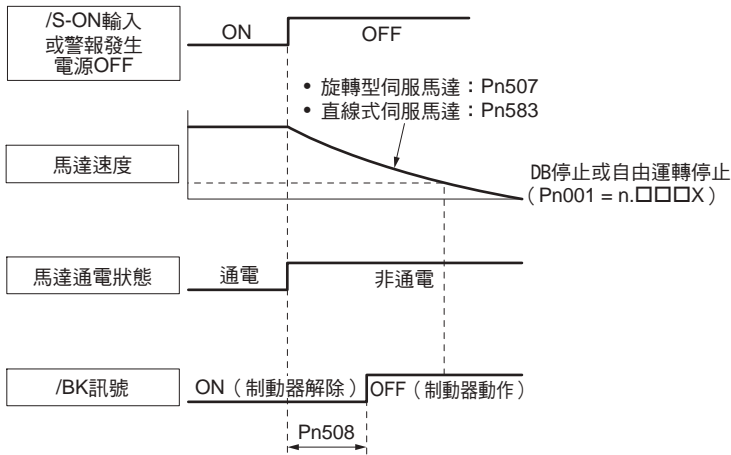 /S-ON輸入
或警報發生
電源OFF
ON
OFF
• 旋轉型伺服馬達：Pn507
• 直線式伺服馬達：Pn583
馬達速度
DB停止或自由運轉停止
（Pn001 = n.□□□X）
馬達通電狀態
通電
非通電
/BK訊號
ON（制動器解除）
OFF（制動器動作）
Pn508